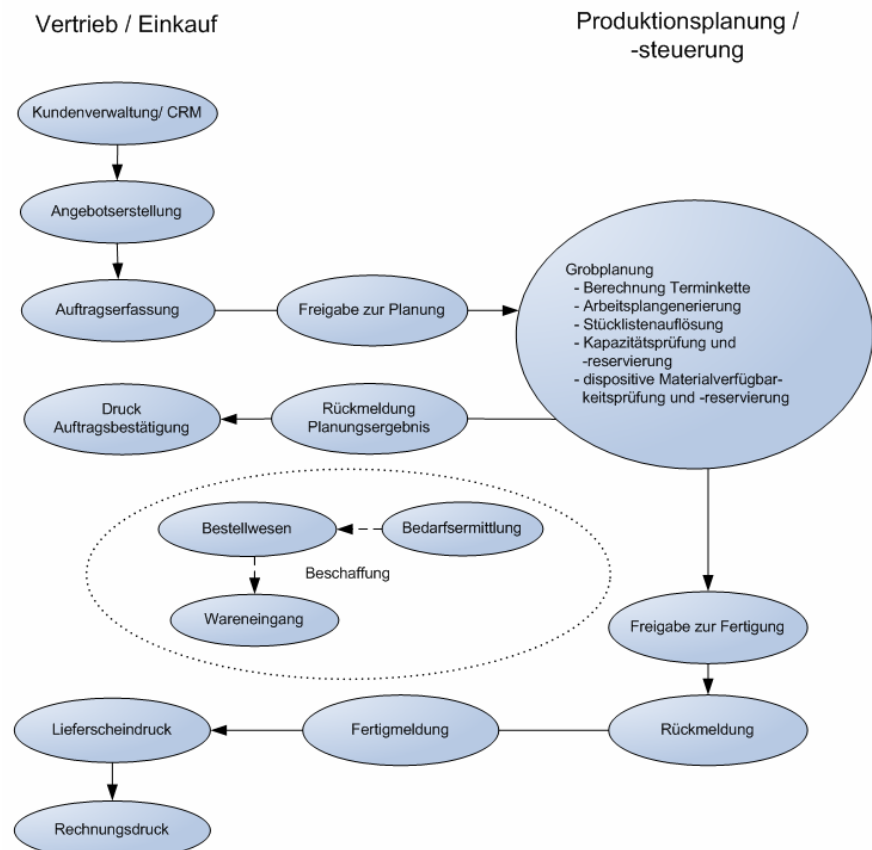 Vertrieb / Einkauf
Produktionsplanung /
-steuerung
Kundenverwaltung/ CRM
Angebotserstellung
Auftragserfassung
Freigabe zur Planung
Grobplanung
- Berechnung Terminkette
- Arbeitsplangenerierung
- Stücklistenauflösung
- Kapazitätsprüfung und
-reservierung
- dispositive Materialverfügbar-
keitsprüfung und -reservierung
Druck
Auftragsbestätigung
Rückmeldung
Planungsergebnis
Bestellwesen
Bedarfsermittlung
Beschaffung
Wareneingang
Freigabe zur Fertigung
Lieferscheindruck
Fertigmeldung
Rückmeldung
Rechnungsdruck